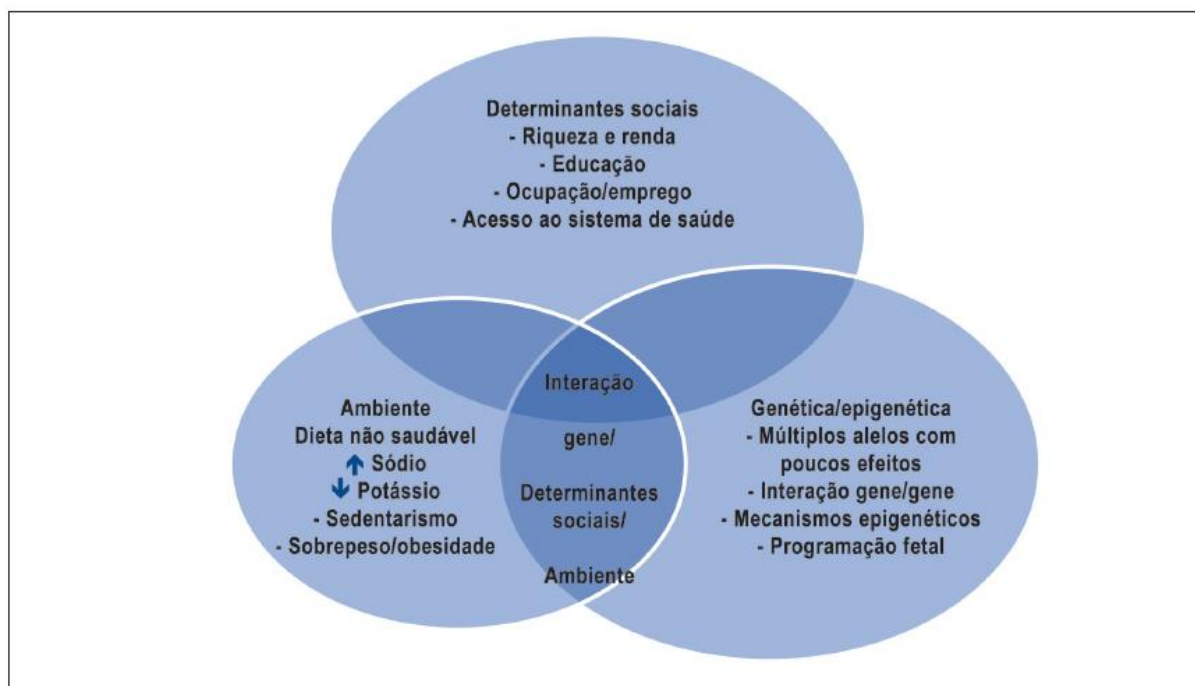 Determinantes sociais
- Riqueza e renda
- Educação
- Ocupação/emprego
- Acesso ao sistema de saúde
Interação
gene/
Determinantes
sociais/
Ambiente
Ambiente
Dieta não saudável
↑ Sódio
↓ Potássio
- Sedentarismo
- Sobrepeso/obesidade
Genética/epigenética
- Múltiplos alelos com
poucos efeitos
- Interação gene/gene
- Mecanismos epigenéticos
- Programação fetal